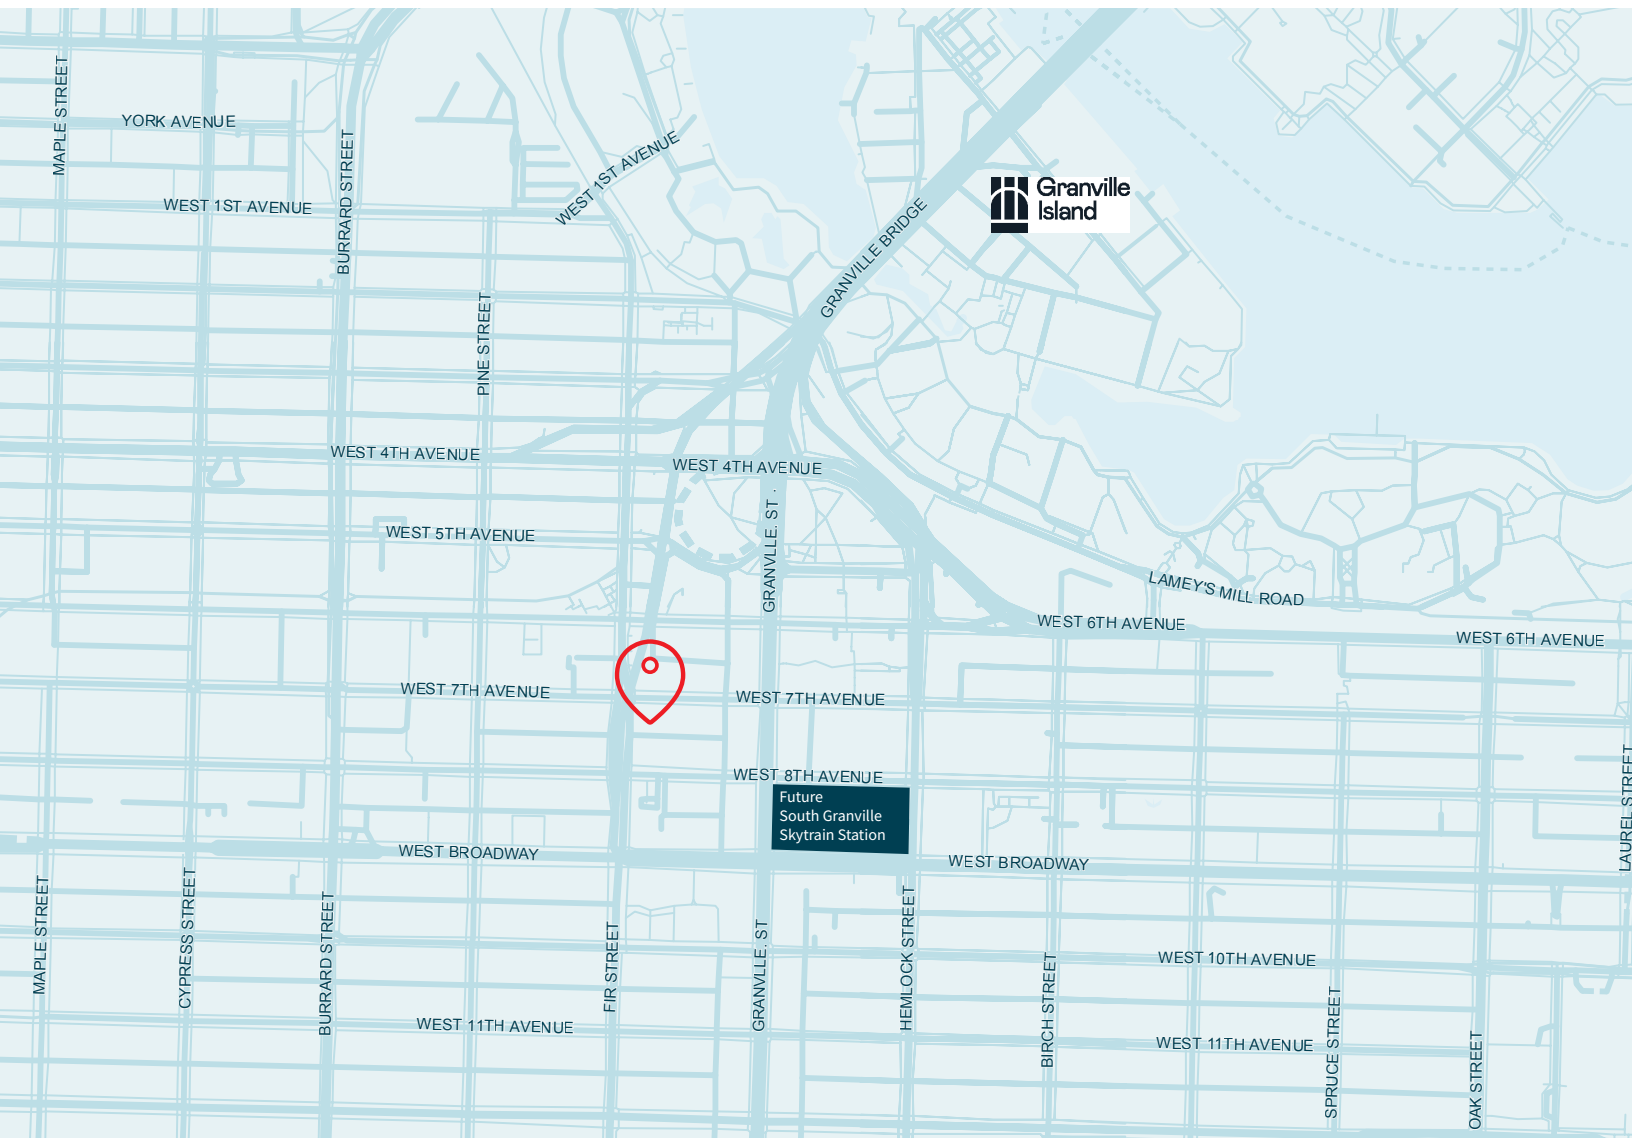 MAPLE STREET
YORK AVENUE
BURRARD STREET
WEST 1ST AVENUE
WEST 1ST AVENUE
Granville
Island
GRANVILLE BRIDGE
PINE STREET
WEST 4TH AVENUE
WEST 4TH AVENUE
GRANVLLE. ST .
WEST 5TH AVENUE
LAMEY'S MILL ROAD
WEST 6TH AVENUE
WEST 6TH AVENUE
WEST 7TH AVENUE
WEST 7TH AVENUE
WEST 8TH AVENUE
Future
South Granville
Skytrain Station
LAUREL STREET
WEST BROADWAY
WEST BROADWAY
MAPLE STREET
CYPRESS STREET
BURRARD STREET
FIR STREET
GRANVLLE. ST
HEMLOCK STREET
BIRCH STREET
WEST 10TH AVENUE
WEST 11TH AVENUE
WEST 11TH AVENUE
SPRUCE STREET
OAK STREET